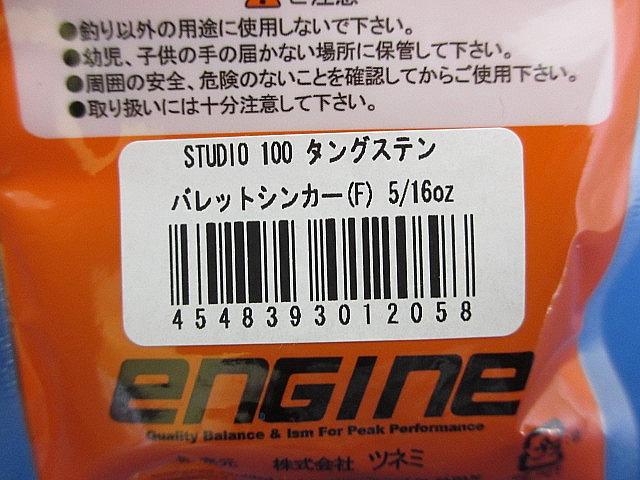 ご注意
●釣り以外の用途に使用しないで下さい。
●幼児、子供の手の届かない場所に保管して下さい。
●周囲の安全、危険のないことを確認してからご使用下さい。
●取り扱いには十分注意して下さい。
STUDIO 100 タングステン
バレットシンカー(F) 5/16oz
4548393012058
engine
Quality Balance & Ism For Peak Performance
株式会社 ツネミ